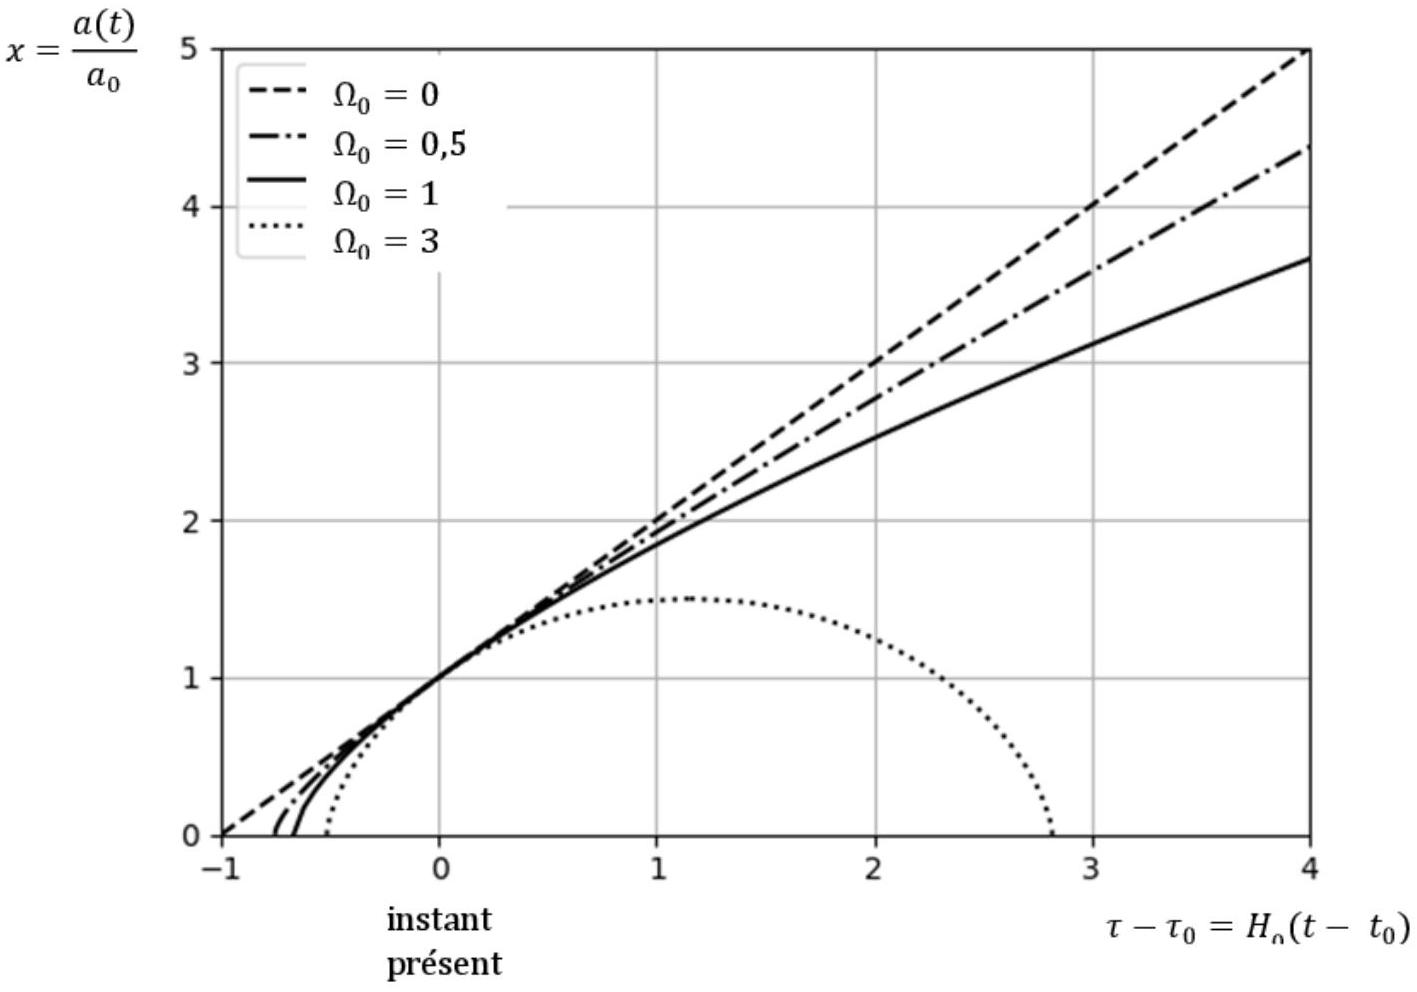 x = a(t)/a₀
5
4
3
2
1
0
Ω₀ = 0
Ω₀ = 0,5
Ω₀ = 1
Ω₀ = 3
−1 0 1 2 3 4
instant
présent
τ − τ₀ = H₀(t − t₀)